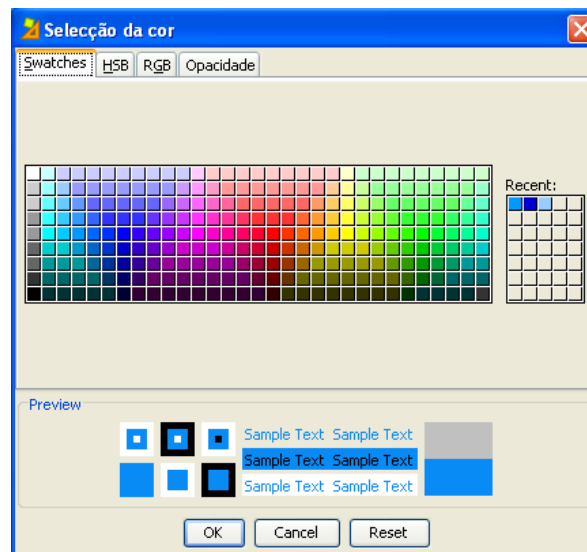 Selecção da cor
Swatches HSB RGB Opacidade
Recent:
Preview
Sample Text Sample Text
Sample Text Sample Text
Sample Text Sample Text
OK Cancel Reset